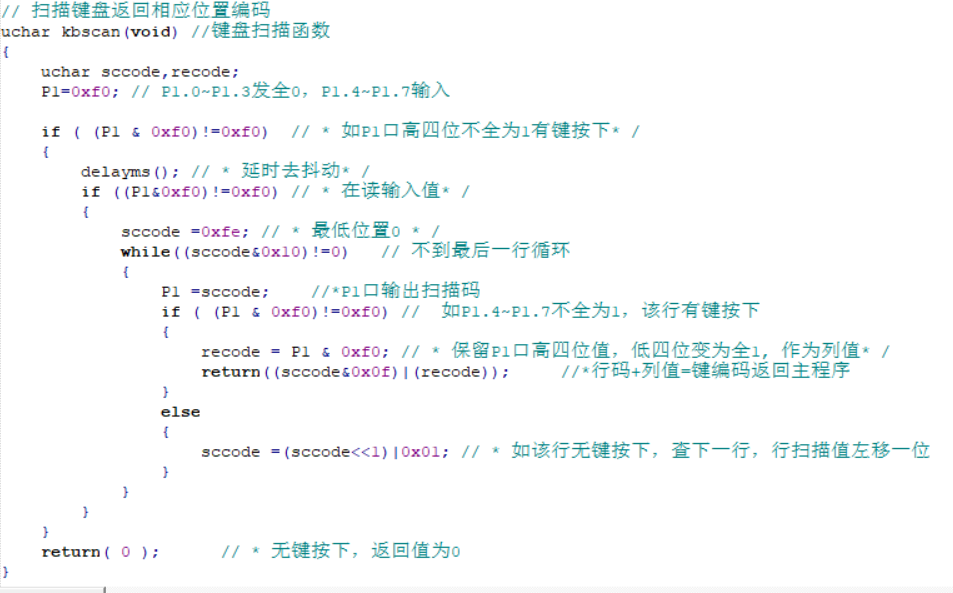 // 扫描键盘返回相应位置编码
uchar kbscan(void) //键盘扫描函数
{
    uchar sccode,recode;
    P1=0xf0; // P1.0~P1.3发全0，P1.4~P1.7输入
    if ( (P1 & 0xf0)!=0xf0)  // * 如P1口高四位不全为1有键按下* /
    {
        delayms(); // * 延时去抖动* /
        if ((P1&0xf0)!=0xf0) // * 在读输入值* /
        {
            sccode =0xfe; // * 最低位置0 * /
            while((sccode&0x10)!=0)   // 不到最后一行循环
            {
                P1 =sccode;    //*P1口输出扫描码
                if ( (P1 & 0xf0)!=0xf0) //  如P1.4~P1.7不全为1，该行有键按下
                {
                    recode = P1 & 0xf0; // * 保留P1口高四位值，低四位变为全1, 作为列值* /
                    return((sccode&0x0f)|(recode));     //*行码+列值=键编码返回主程序
                }
                else
                {
                    sccode =(sccode<<1)|0x01; // * 如该行无键按下，查下一行，行扫描值左移一位
                }
            }
        }
    }
    return( 0 );      // * 无键按下，返回值为0
}